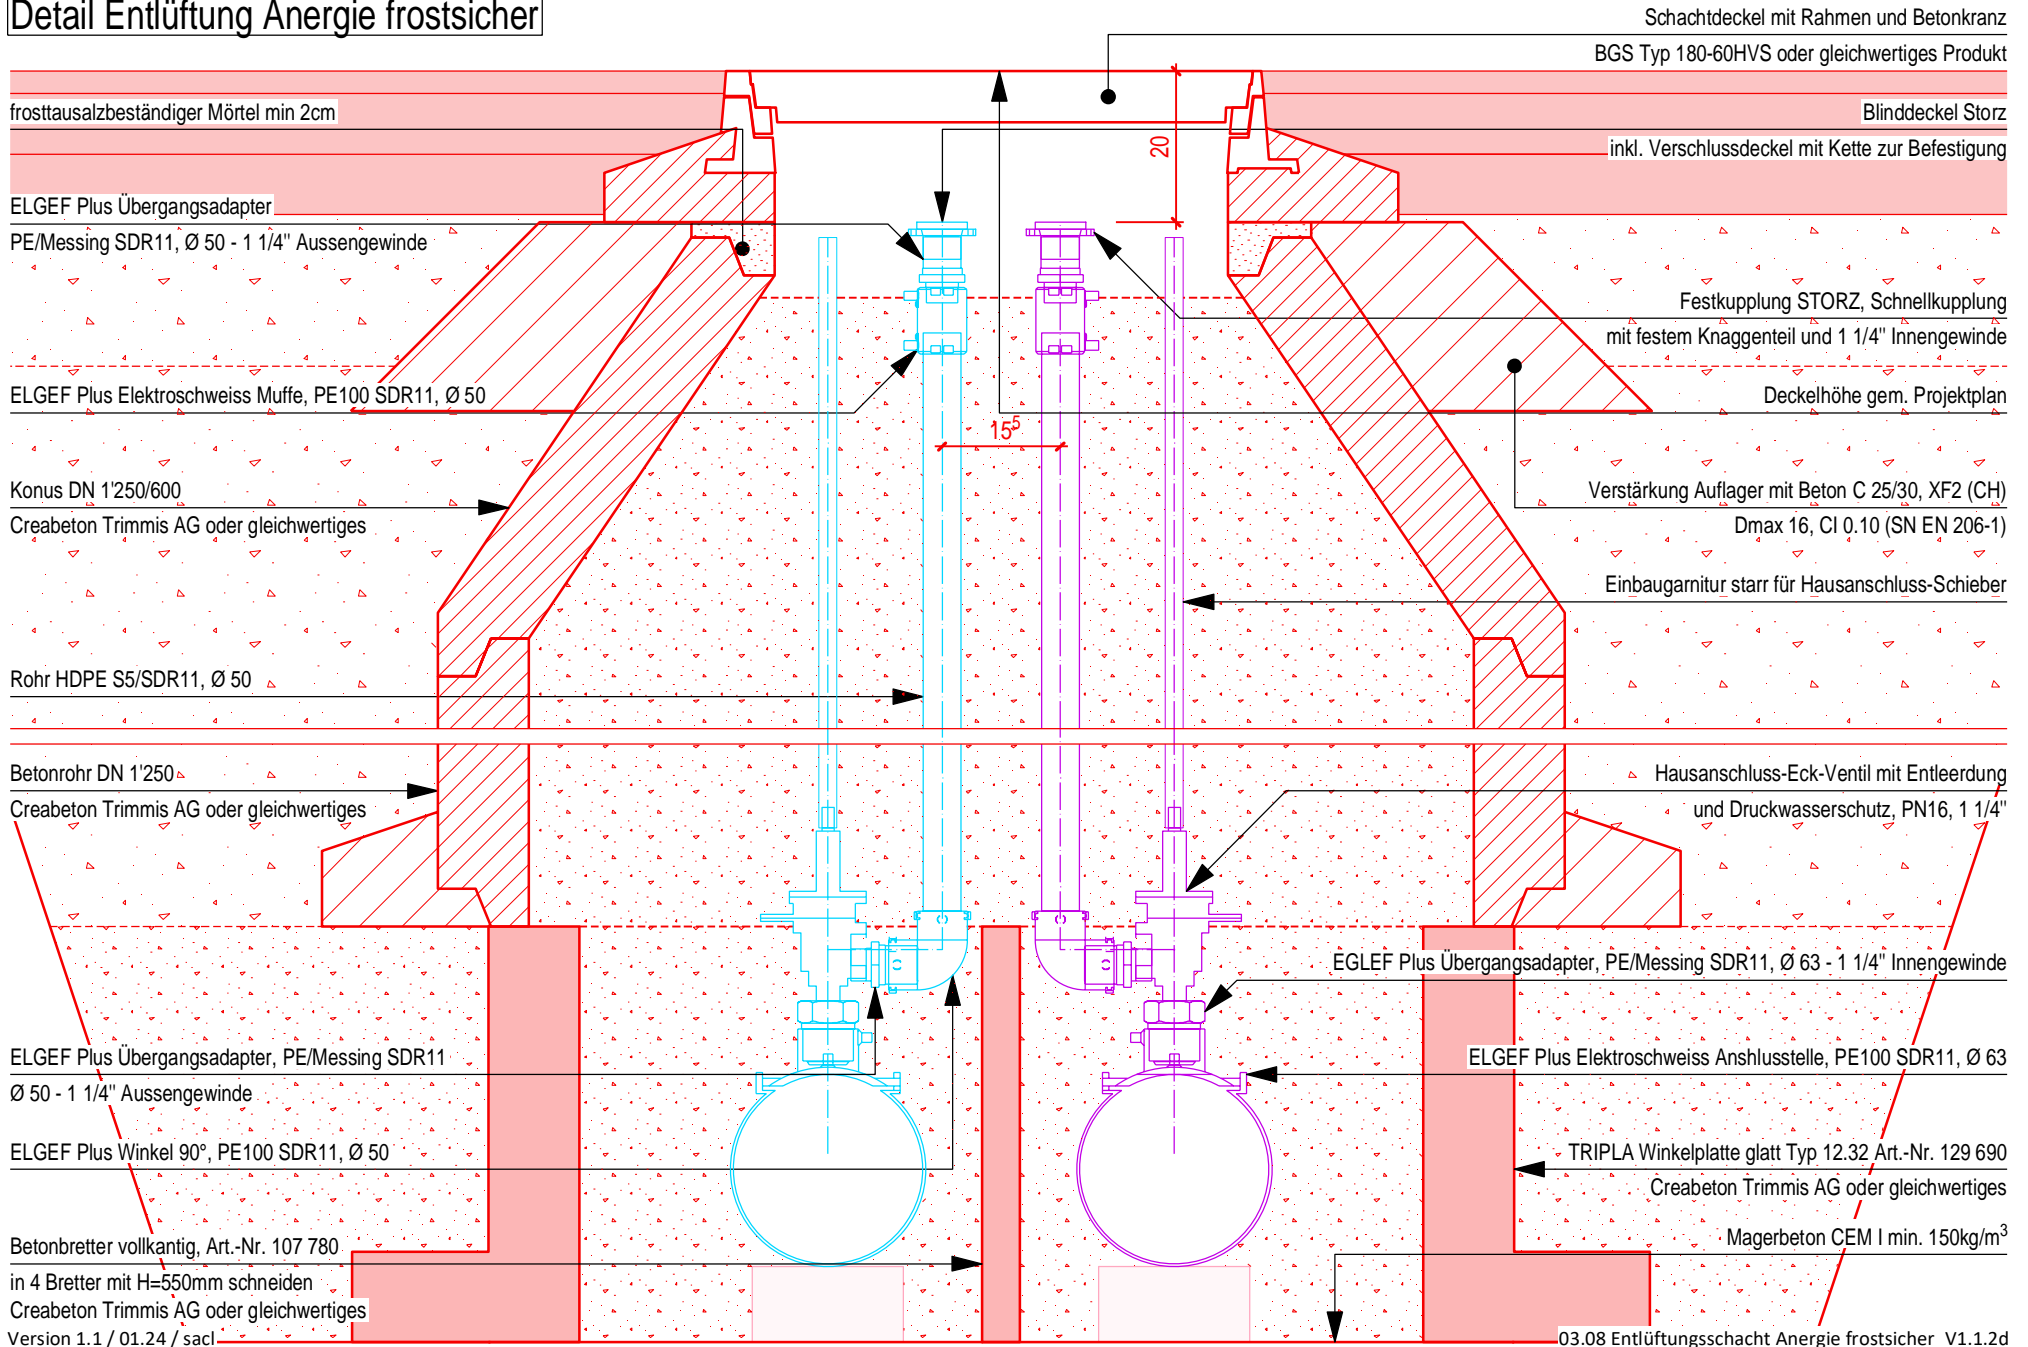 Detail Entlüftung Anergie frostsicher
Schachtdeckel mit Rahmen und Betonkranz
BGS Typ 180-60HVS oder gleichwertiges Produkt
frosttausalzbeständiger Mörtel min 2cm
Blinddeckel Storz
inkl. Verschlussdeckel mit Kette zur Befestigung
20
ELGEF Plus Übergangsadapter
PE/Messing SDR11, Ø 50 - 1 1/4" Aussengewinde
Festkupplung STORZ, Schnellkupplung
mit festem Knaggenteil und 1 1/4" Innengewinde
ELGEF Plus Elektroschweiss Muffe, PE100 SDR11, Ø 50
Deckelhöhe gem. Projektplan
15⁵
Konus DN 1'250/600
Creabeton Trimmis AG oder gleichwertiges
Verstärkung Auflager mit Beton C 25/30, XF2 (CH)
Dmax 16, CI 0.10 (SN EN 206-1)
Einbaugarnitur starr für Hausanschluss-Schieber
Rohr HDPE S5/SDR11, Ø 50
Betonrohr DN 1'250
Creabeton Trimmis AG oder gleichwertiges
Hausanschluss-Eck-Ventil mit Entleerdung
und Druckwasserschutz, PN16, 1 1/4"
EGLEF Plus Übergangsadapter, PE/Messing SDR11, Ø 63 - 1 1/4" Innengewinde
ELGEF Plus Übergangsadapter, PE/Messing SDR11
Ø 50 - 1 1/4" Aussengewinde
ELGEF Plus Elektroschweiss Anshlusstelle, PE100 SDR11, Ø 63
ELGEF Plus Winkel 90°, PE100 SDR11, Ø 50
TRIPLA Winkelplatte glatt Typ 12.32 Art.-Nr. 129 690
Creabeton Trimmis AG oder gleichwertiges
Betonbretter vollkantig, Art.-Nr. 107 780
in 4 Bretter mit H=550mm schneiden
Creabeton Trimmis AG oder gleichwertiges
Magerbeton CEM I min. 150kg/m³
Version 1.1 / 01.24 / sacl
03.08 Entlüftungsschacht Anergie frostsicher V1.1.2d